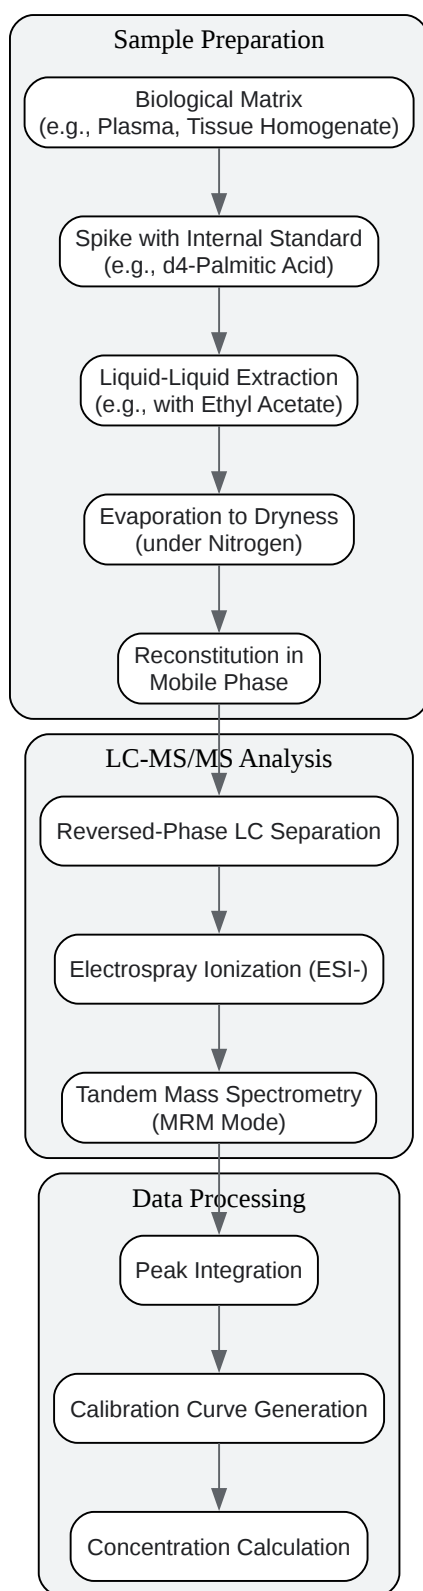 Sample Preparation
Biological Matrix
(e.g., Plasma, Tissue Homogenate)
Spike with Internal Standard
(e.g., d4-Palmitic Acid)
Liquid-Liquid Extraction
(e.g., with Ethyl Acetate)
Evaporation to Dryness
(under Nitrogen)
Reconstitution in
Mobile Phase
LC-MS/MS Analysis
Reversed-Phase LC Separation
Electrospray Ionization (ESI-)
Tandem Mass Spectrometry
(MRM Mode)
Data Processing
Peak Integration
Calibration Curve Generation
Concentration Calculation